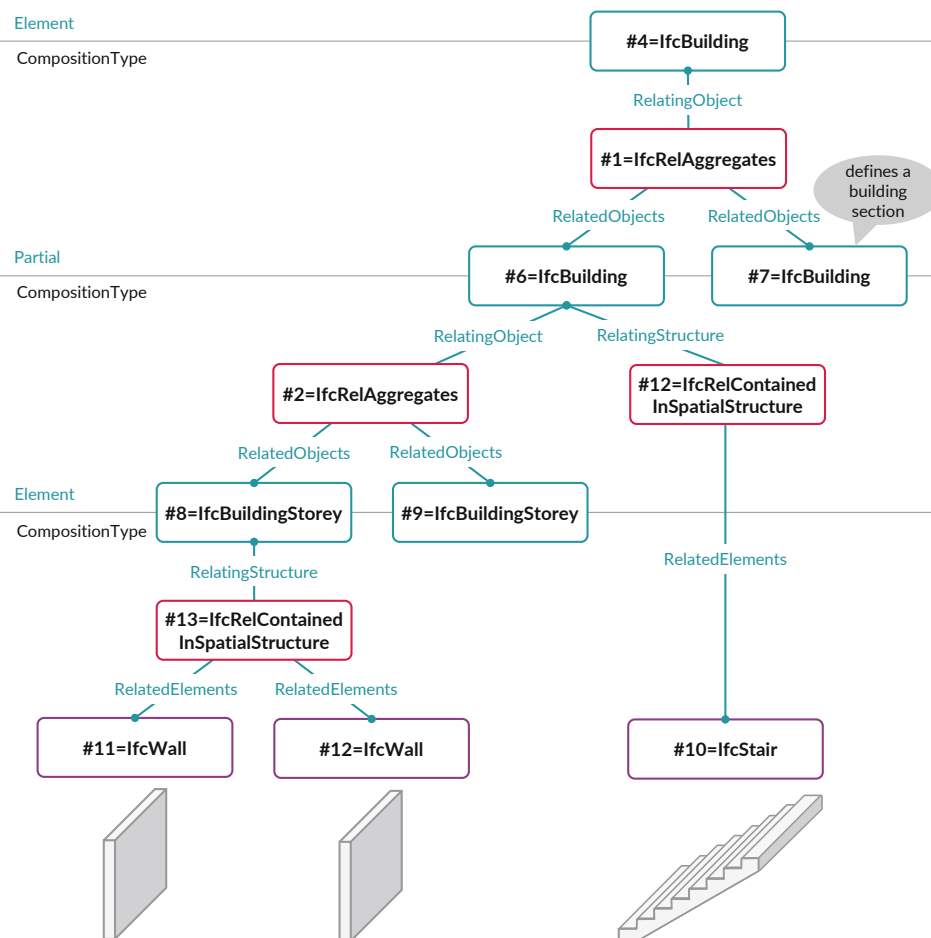 Element
#4=IfcBuilding
CompositionType
RelatingObject
#1=IfcRelAggregates
defines a
building
section
RelatedObjects
RelatedObjects
Partial
#6=IfcBuilding
#7=IfcBuilding
CompositionType
RelatingObject
RelatingStructure
#2=IfcRelAggregates
#12=IfcRelContained
InSpatialStructure
RelatedObjects
RelatedObjects
Element
#8=IfcBuildingStorey
#9=IfcBuildingStorey
CompositionType
RelatedElements
RelatingStructure
#13=IfcRelContained
InSpatialStructure
RelatedElements
RelatedElements
#11=IfcWall
#12=IfcWall
#10=IfcStair